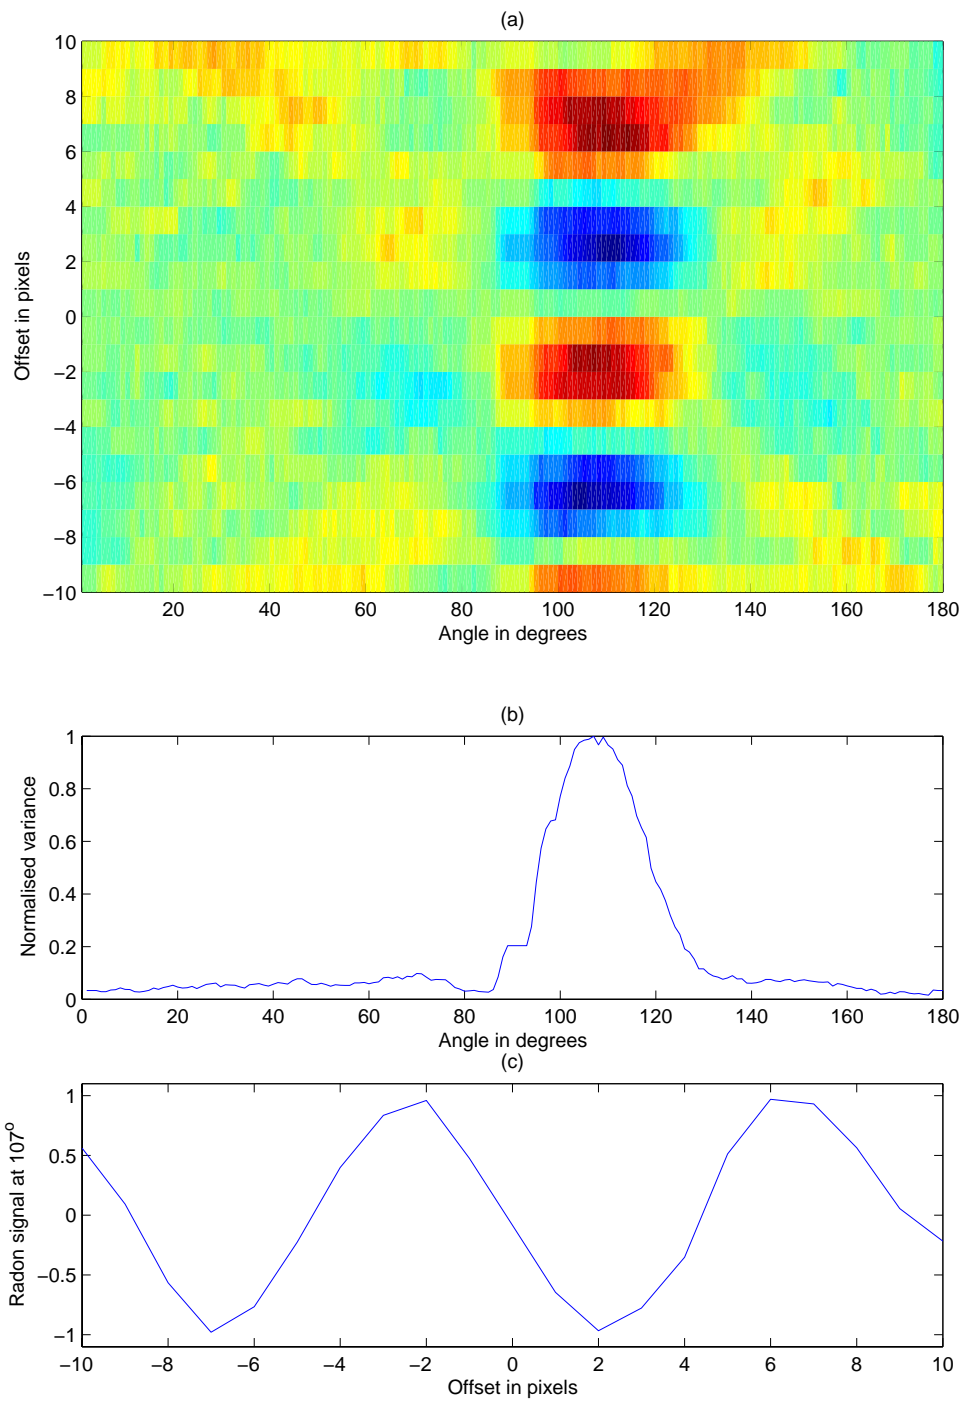 (a)
10
8
6
4
2
0
−2
−4
−6
−8
−10
Offset in pixels
20 40 60 80 100 120 140 160 180
Angle in degrees
(b)
1
0.8
0.6
0.4
0.2
0
Normalised variance
0 20 40 60 80 100 120 140 160 180
Angle in degrees
(c)
1
0.5
0
−0.5
−1
Radon signal at 107°
−10 −8 −6 −4 −2 0 2 4 6 8 10
Offset in pixels